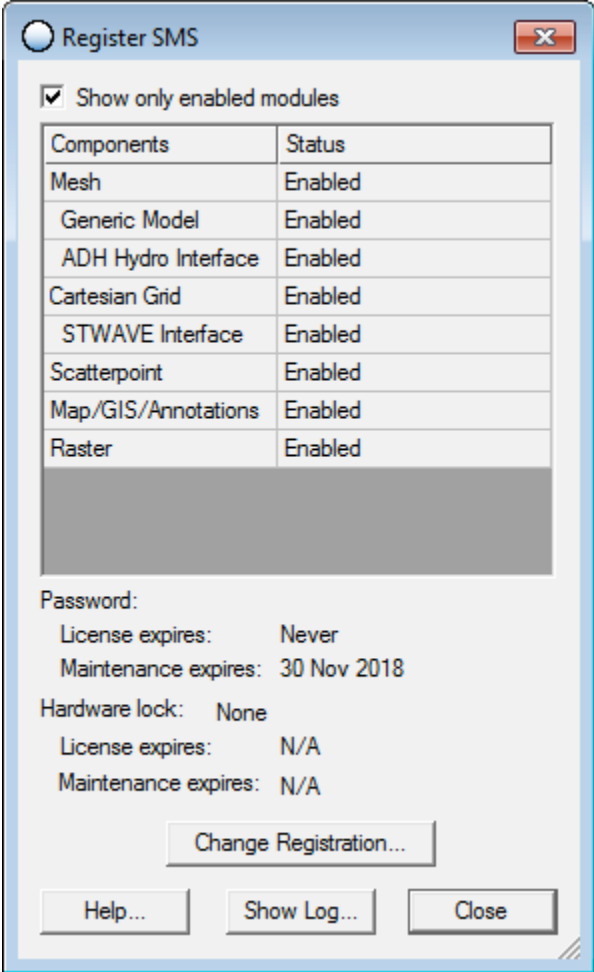 Register SMS
Show only enabled modules
Components Status
Mesh Enabled
Generic Model Enabled
ADH Hydro Interface Enabled
Cartesian Grid Enabled
STWAVE Interface Enabled
Scatterpoint Enabled
Map/GIS/Annotations Enabled
Raster Enabled
Password:
License expires: Never
Maintenance expires: 30 Nov 2018
Hardware lock: None
License expires: N/A
Maintenance expires: N/A
Change Registration...
Help... Show Log... Close